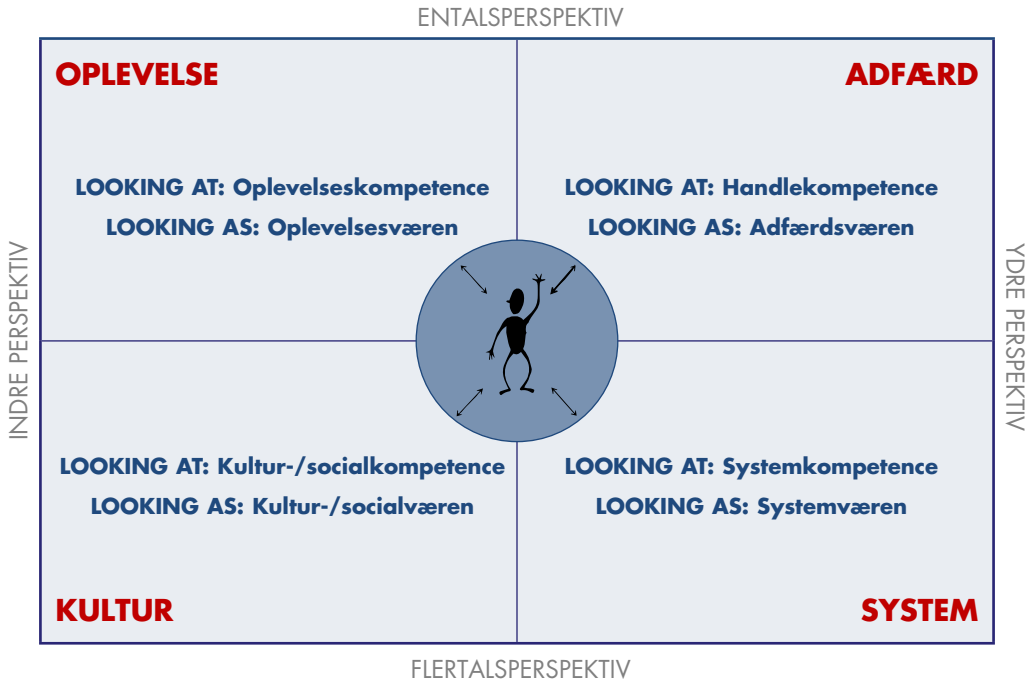 ENTALSPERSPEKTIV
OPLEVELSE
ADFÆRD
LOOKING AT: Oplevelseskompetence
LOOKING AS: Oplevelsesværen
LOOKING AT: Handlekompetence
LOOKING AS: Adfærdsværen
INDRE PERSPEKTIV
YDRE PERSPEKTIV
LOOKING AT: Kultur-/socialkompetence
LOOKING AS: Kultur-/socialværen
LOOKING AT: Systemkompetence
LOOKING AS: Systemværen
KULTUR
SYSTEM
FLERTALSPERSPEKTIV